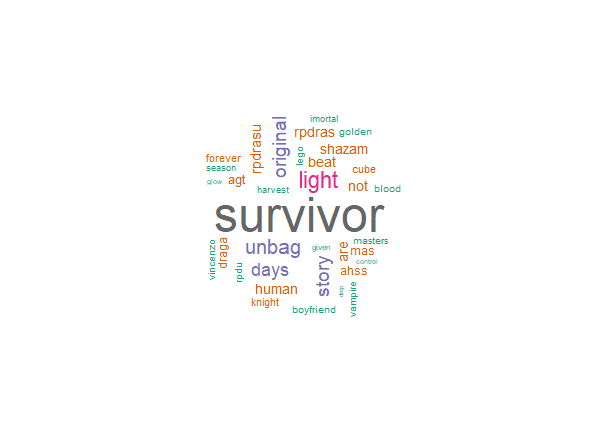 imortal
original
rpdrasu
rpdras
golden
lego
shazam
forever
beat
season
cube
glow
agt
light
not
harvest
blood
survivor
vincenzo
draga
unbag
given
are
masters
mas
rpdu
days
story
control
ahss
human
drop
vampire
knight
boyfriend